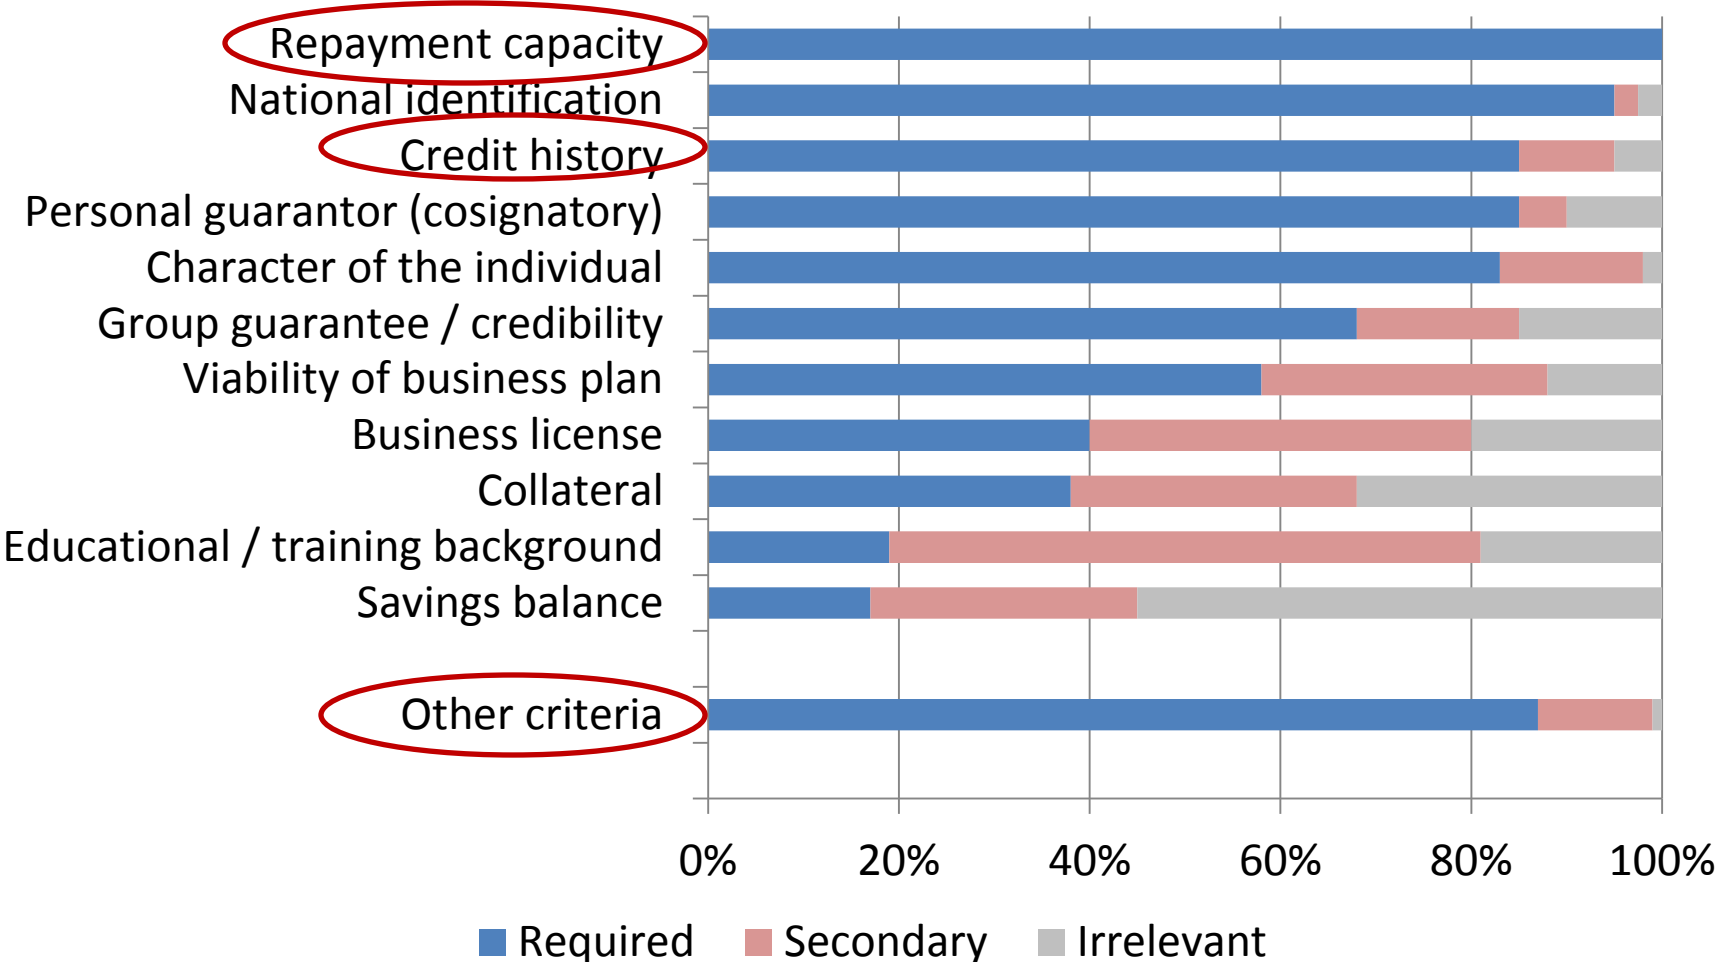 Repayment capacity
National identification
Credit history
Personal guarantor (cosignatory)
Character of the individual
Group guarantee / credibility
Viability of business plan
Business license
Collateral
Educational / training background
Savings balance
Other criteria
0% 20% 40% 60% 80% 100%
Required Secondary Irrelevant